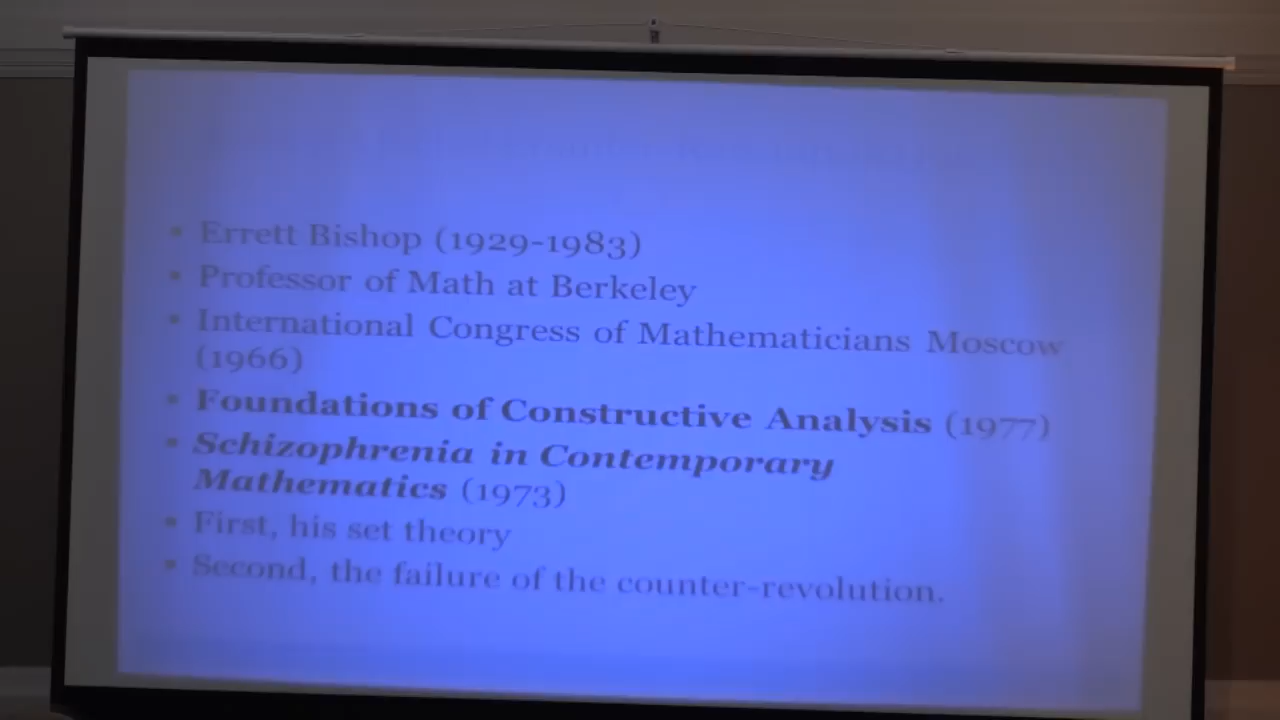 • Errett Bishop (1929-1983)
• Professor of Math at Berkeley
• International Congress of Mathematicians Moscow
(1966)
• Foundations of Constructive Analysis (1977)
• Schizophrenia in Contemporary
Mathematics (1973)
• First, his set theory
• Second, the failure of the counter-revolution.